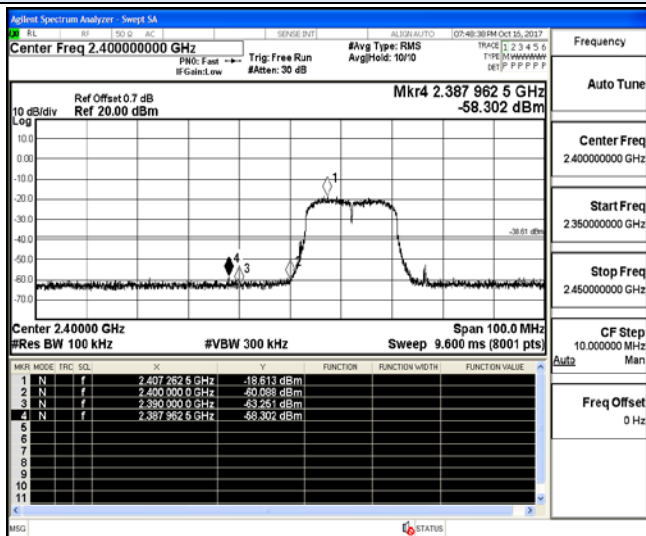 Agilent Spectrum Analyzer - Swept SA
RL RF 50 Ω AC SENSE:INT ALIGN AUTO 07:48:38 PM Oct 15, 2017
Center Freq 2.400000000 GHz
PNO: Fast
IFGain:Low
Trig: Free Run
#Atten: 30 dB
#Avg Type: RMS
Avg|Hold: 10/10
TRACE 1 2 3 4 5 6
TYPE M
DET P P P P P P
Ref Offset 0.7 dB
10 dB/div Ref 20.00 dBm
Log
Mkr4 2.387 962 5 GHz
-58.302 dBm
10.0
0.00
-10.0
-20.0
-30.0
-40.0
-50.0
-60.0
-70.0
1
2
3
4
-38.61 dBm
Center 2.40000 GHz Span 100.0 MHz
#Res BW 100 kHz #VBW 300 kHz Sweep 9.600 ms (8001 pts)
MKR MODE TRC SCL X Y FUNCTION FUNCTION WIDTH FUNCTION VALUE
1 N f 2.407 262 5 GHz -18.613 dBm
2 N f 2.400 000 0 GHz -60.088 dBm
3 N f 2.390 000 0 GHz -63.251 dBm
4 N f 2.387 962 5 GHz -58.302 dBm
5
6
7
8
9
10
11
MSG STATUS
Frequency
Auto Tune
Center Freq
2.400000000 GHz
Start Freq
2.350000000 GHz
Stop Freq
2.450000000 GHz
CF Step
10.000000 MHz
Auto Man
Freq Offset
0 Hz